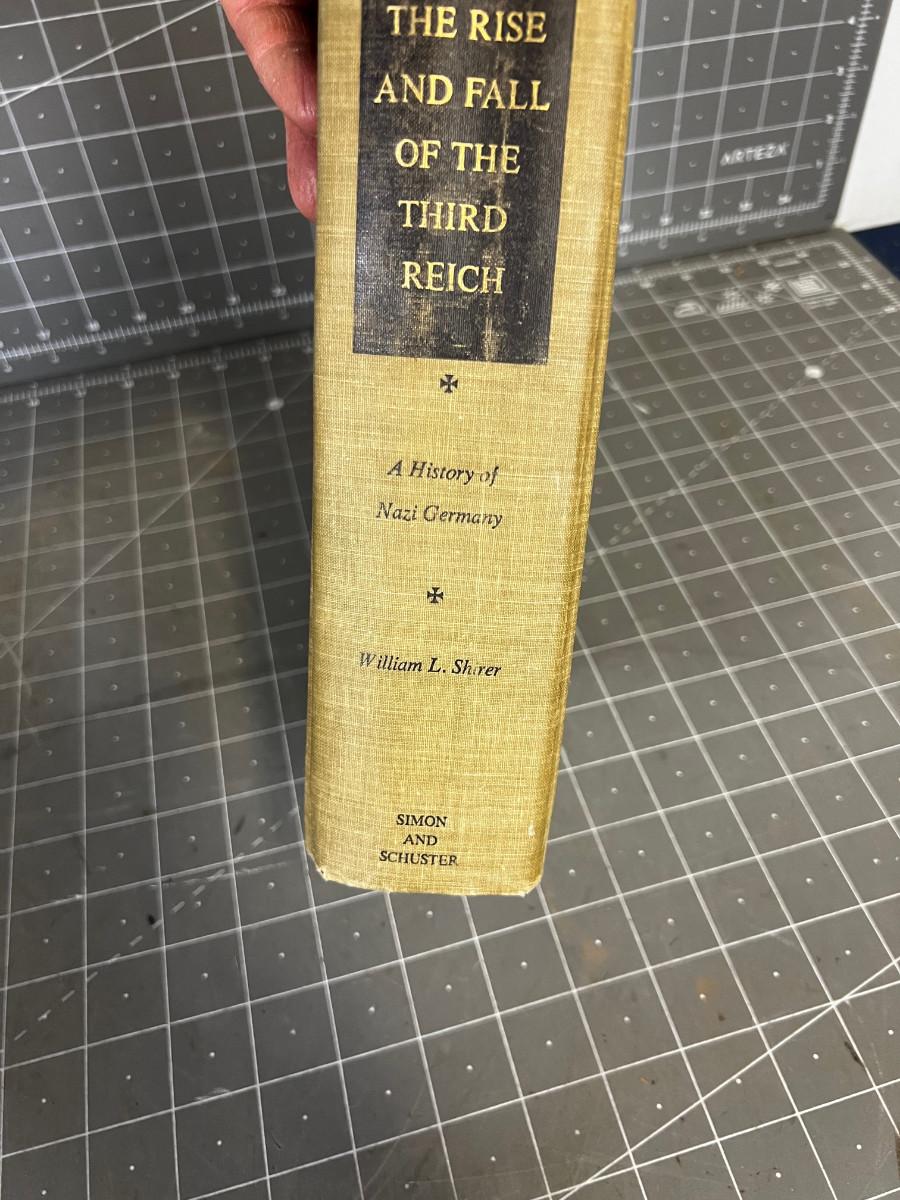 THE RISE
AND FALL
OF THE
THIRD
REICH
A History of
Nazi Germany
William L. Shirer
SIMON
AND
SCHUSTER
ARTEZA